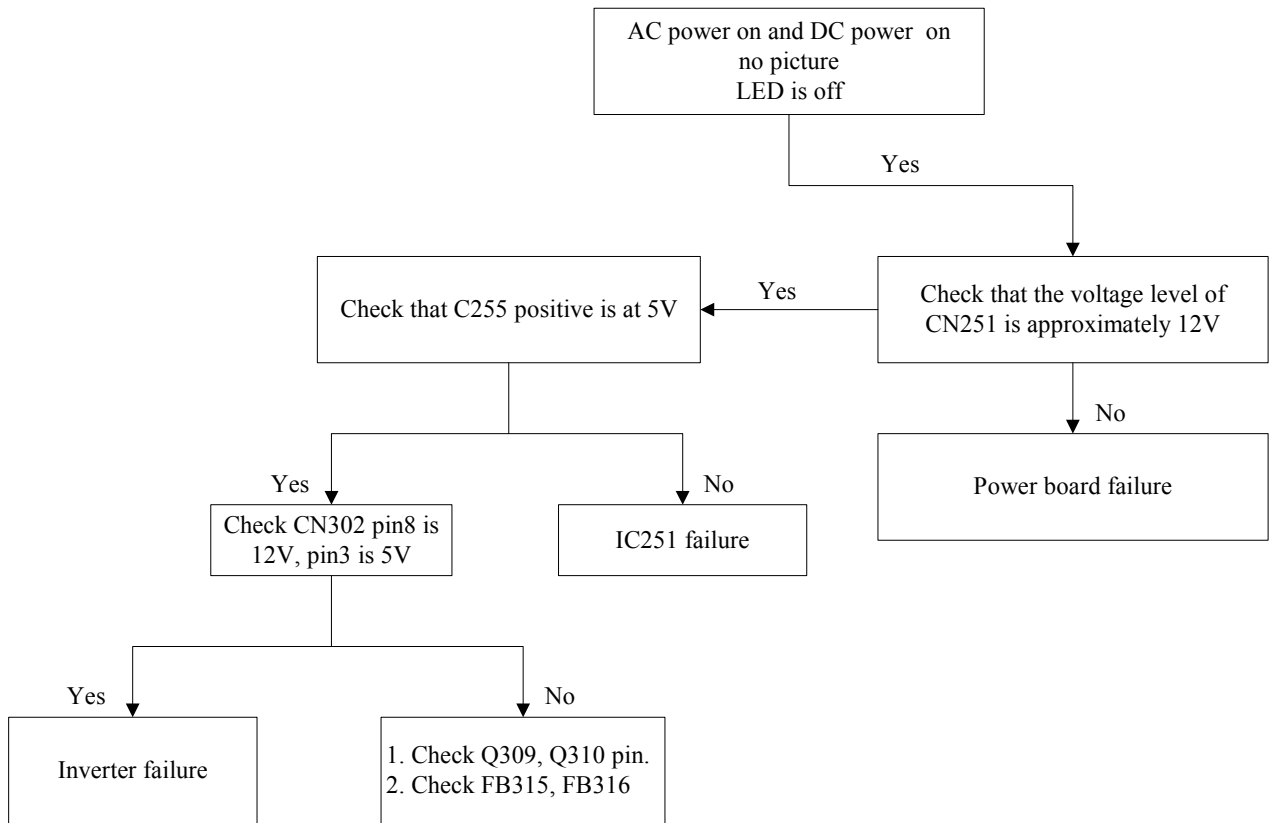 AC power on and DC power on
no picture
LED is off
Yes
Check that C255 positive is at 5V
Yes
Check that the voltage level of
CN251 is approximately 12V
No
Yes
No
Power board failure
Check CN302 pin8 is
12V, pin3 is 5V
IC251 failure
Yes
No
Inverter failure
1. Check Q309, Q310 pin.
2. Check FB315, FB316